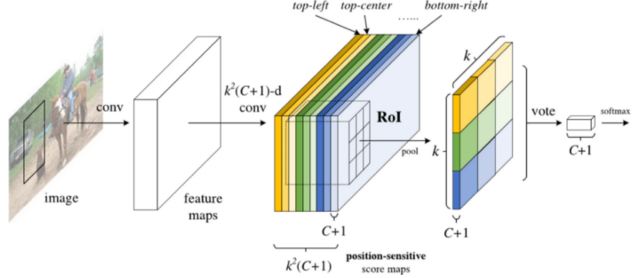 top-left top-center ...... bottom-right
k²(C+1)-d
conv
conv
RoI
pool
k
k
vote
softmax
C+1
image
feature
maps
C+1
C+1
k²(C+1)
position-sensitive
score maps